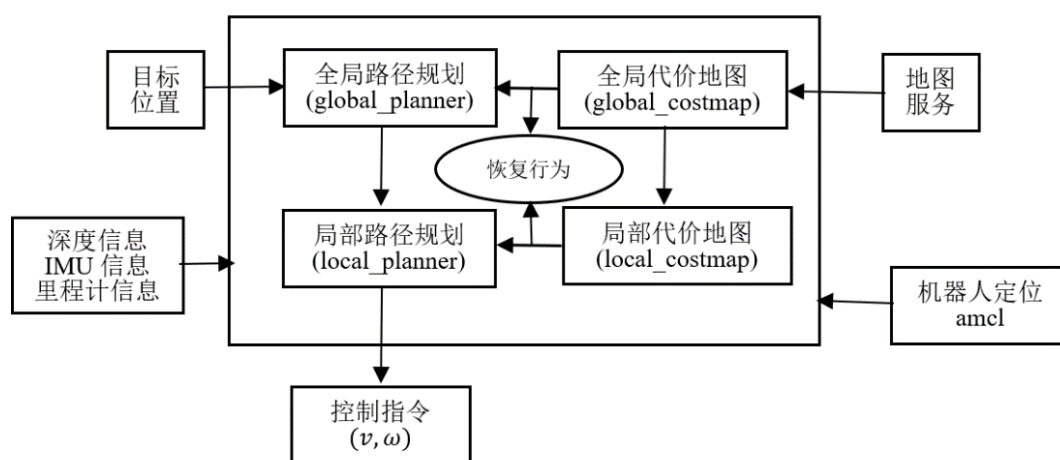 目标
位置
全局路径规划
(global_planner)
全局代价地图
(global_costmap)
地图
服务
恢复行为
深度信息
IMU 信息
里程计信息
局部路径规划
(local_planner)
局部代价地图
(local_costmap)
机器人定位
amcl
控制指令
(v, ω)